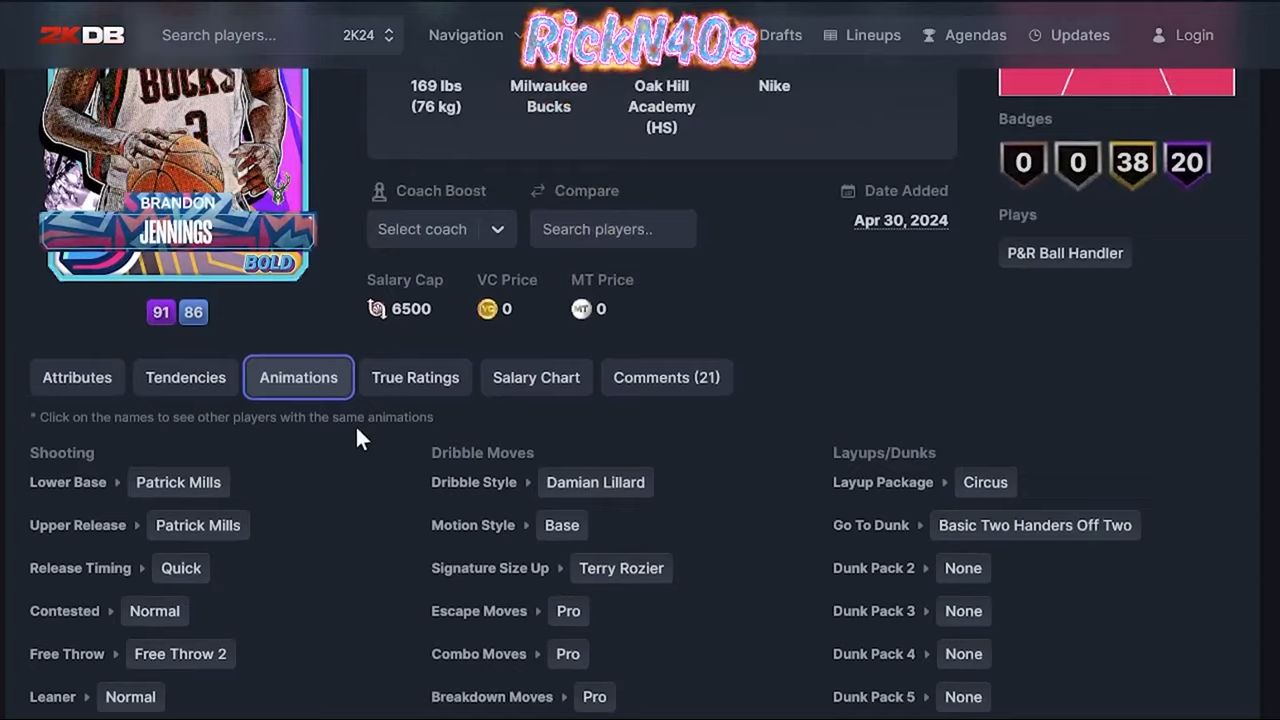 2KDB
Search players...
2K24
Navigation
RickN40s
Drafts
Lineups
Agendas
Updates
Login
BUCKS
3
BRANDON
JENNINGS
BOLD
91 86
169 lbs
(76 kg)
Milwaukee
Bucks
Oak Hill
Academy
(HS)
Nike
Coach Boost
Select coach
Compare
Search players..
Date Added
Apr 30, 2024
Salary Cap
6500
VC Price
VC 0
MT Price
MT 0
Badges
0 0 38 20
Plays
P&R Ball Handler
Attributes
Tendencies
Animations
True Ratings
Salary Chart
Comments (21)
* Click on the names to see other players with the same animations
Shooting
Lower Base Patrick Mills
Upper Release Patrick Mills
Release Timing Quick
Contested Normal
Free Throw Free Throw 2
Leaner Normal
Dribble Moves
Dribble Style Damian Lillard
Motion Style Base
Signature Size Up Terry Rozier
Escape Moves Pro
Combo Moves Pro
Breakdown Moves Pro
Layups/Dunks
Layup Package Circus
Go To Dunk Basic Two Handers Off Two
Dunk Pack 2 None
Dunk Pack 3 None
Dunk Pack 4 None
Dunk Pack 5 None